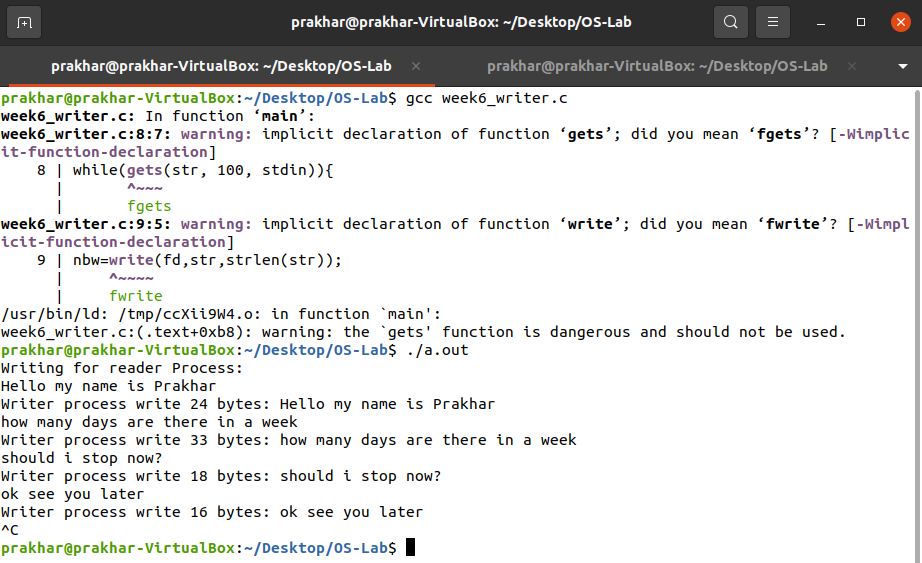 prakhar@prakhar-VirtualBox: ~/Desktop/OS-Lab
prakhar@prakhar-VirtualBox: ~/Desktop/OS-Lab × prakhar@prakhar-VirtualBox: ~/Desktop/OS-Lab ×
prakhar@prakhar-VirtualBox:~/Desktop/OS-Lab$ gcc week6_writer.c
week6_writer.c: In function ‘main’:
week6_writer.c:8:7: warning: implicit declaration of function ‘gets’; did you mean ‘fgets’? [-Wimplic
it-function-declaration]
    8 | while(gets(str, 100, stdin)){
      |       ^~~~
      |       fgets
week6_writer.c:9:5: warning: implicit declaration of function ‘write’; did you mean ‘fwrite’? [-Wimpl
icit-function-declaration]
    9 | nbw=write(fd,str,strlen(str));
      |     ^~~~~
      |     fwrite
/usr/bin/ld: /tmp/ccXii9W4.o: in function `main':
week6_writer.c:(.text+0xb8): warning: the `gets' function is dangerous and should not be used.
prakhar@prakhar-VirtualBox:~/Desktop/OS-Lab$ ./a.out
Writing for reader Process:
Hello my name is Prakhar
Writer process write 24 bytes: Hello my name is Prakhar
how many days are there in a week
Writer process write 33 bytes: how many days are there in a week
should i stop now?
Writer process write 18 bytes: should i stop now?
ok see you later
Writer process write 16 bytes: ok see you later
^C
prakhar@prakhar-VirtualBox:~/Desktop/OS-Lab$